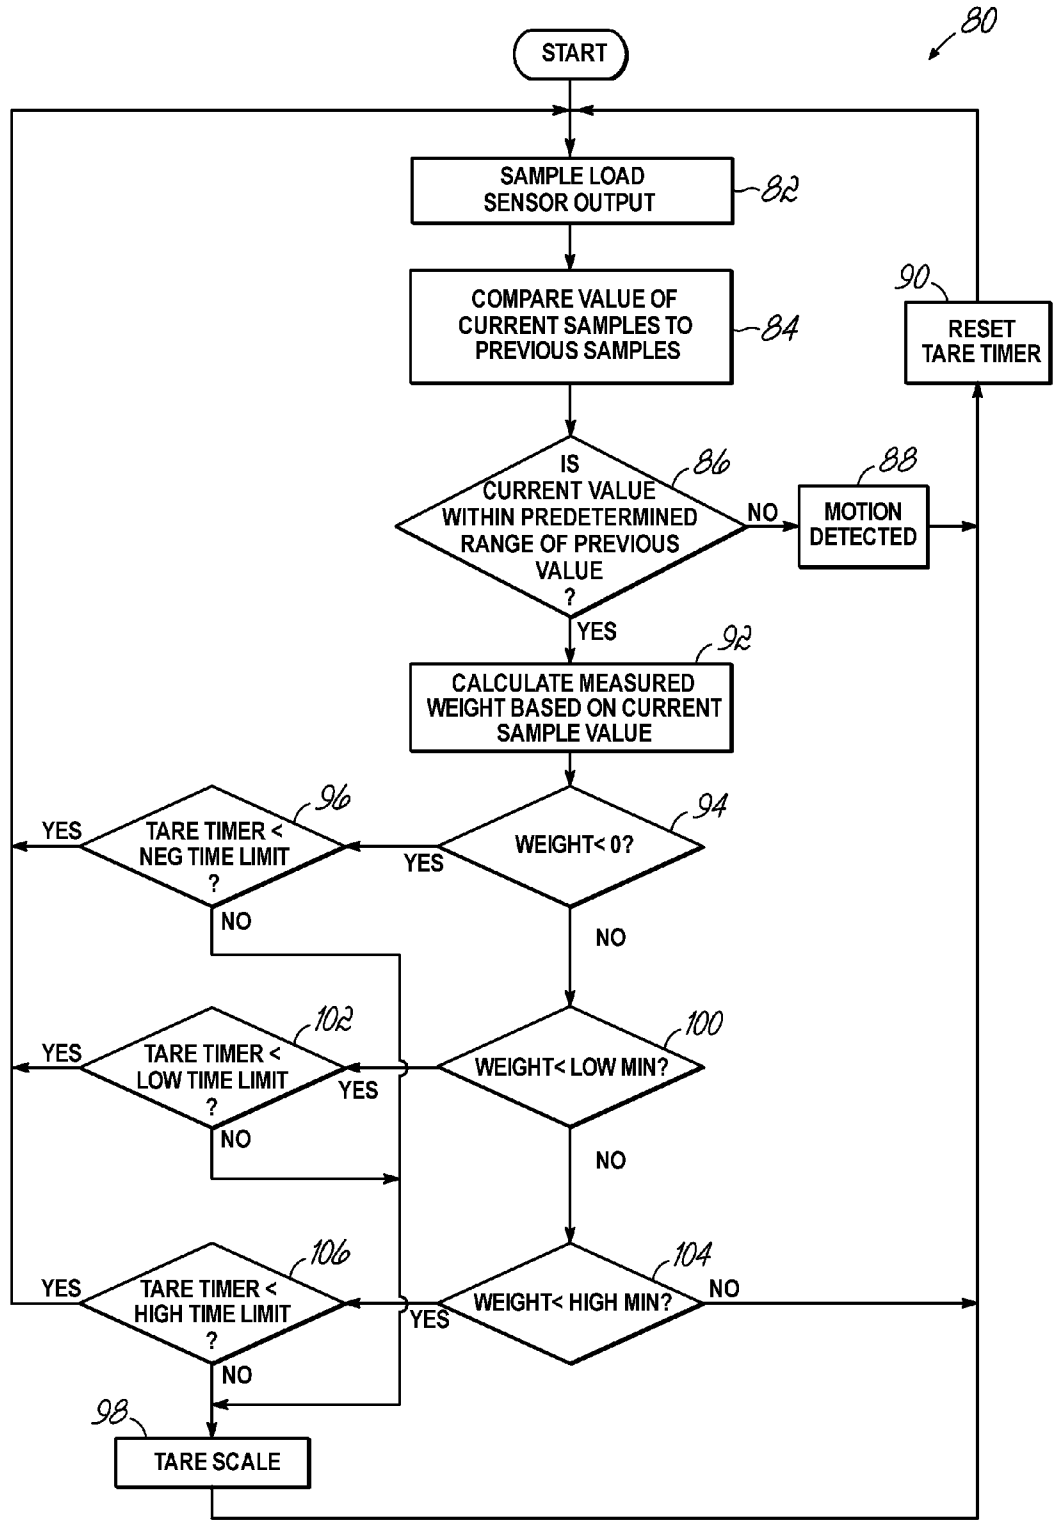 80
START
SAMPLE LOAD
SENSOR OUTPUT
82
COMPARE VALUE OF
CURRENT SAMPLES TO
PREVIOUS SAMPLES
84
90
RESET
TARE TIMER
IS
CURRENT VALUE
WITHIN PREDETERMINED
RANGE OF PREVIOUS
VALUE
?
86
NO
88
MOTION
DETECTED
YES
92
CALCULATE MEASURED
WEIGHT BASED ON CURRENT
SAMPLE VALUE
94
WEIGHT< 0?
YES
NO
96
TARE TIMER <
NEG TIME LIMIT
?
YES
NO
100
WEIGHT< LOW MIN?
YES
NO
102
TARE TIMER <
LOW TIME LIMIT
?
YES
NO
104
WEIGHT< HIGH MIN?
NO
YES
106
TARE TIMER <
HIGH TIME LIMIT
?
YES
NO
98
TARE SCALE